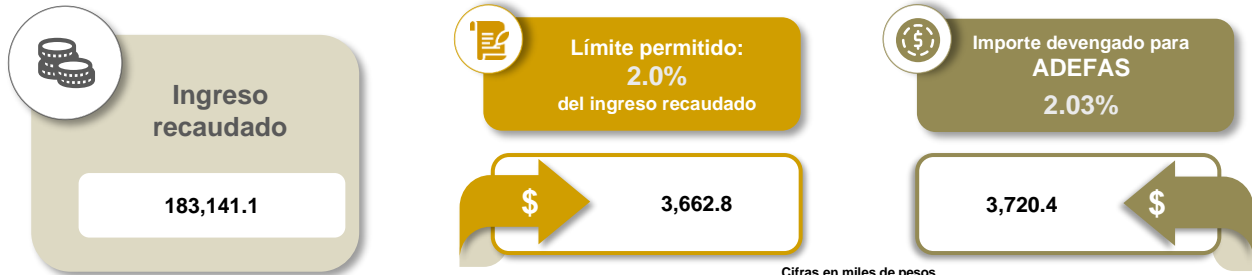 Ingreso
recaudado
183,141.1
Límite permitido:
2.0%
del ingreso recaudado
$
3,662.8
Importe devengado para
ADEFAS
2.03%
3,720.4
$
Cifras en miles de pesos